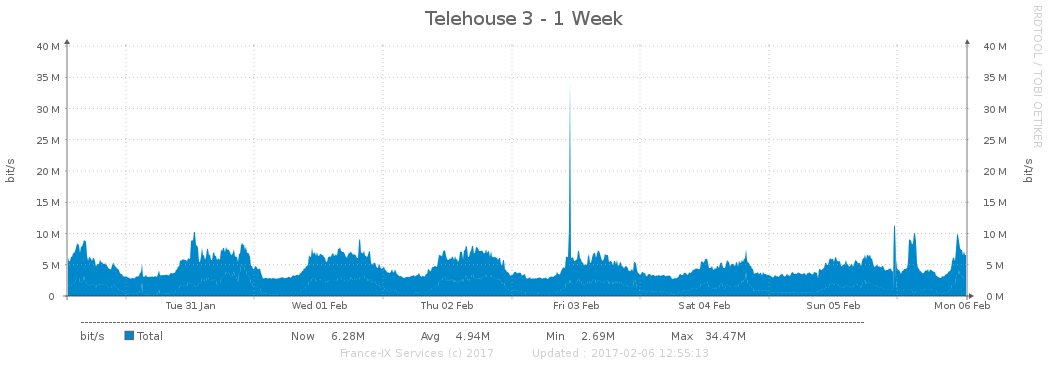 Telehouse 3 - 1 Week
RRDTOOL / TOBI OETIKER
40 M 40 M
35 M 35 M
30 M 30 M
25 M 25 M
20 M 20 M
15 M 15 M
10 M 10 M
5 M 5 M
0 0 M
bit/s bit/s
Tue 31 Jan Wed 01 Feb Thu 02 Feb Fri 03 Feb Sat 04 Feb Sun 05 Feb Mon 06 Feb
bit/s Total Now 6.28M Avg 4.94M Min 2.69M Max 34.47M
France-IX Services (c) 2017 Updated : 2017-02-06 12:55:13